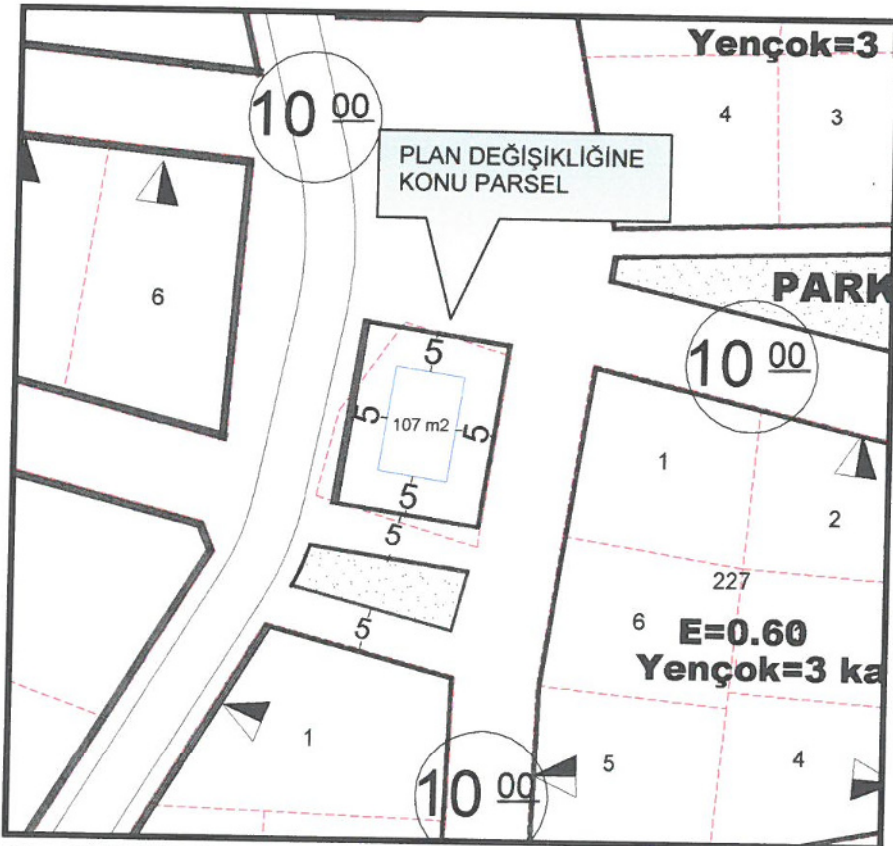 Yençok=3
10 00
4
3
PLAN DEĞİŞİKLİĞİNE
KONU PARSEL
6
PARK
10 00
5
5
107 m2
5
5
5
1
2
227
6
E=0.60
Yençok=3 ka
5
1
5
4
10 00